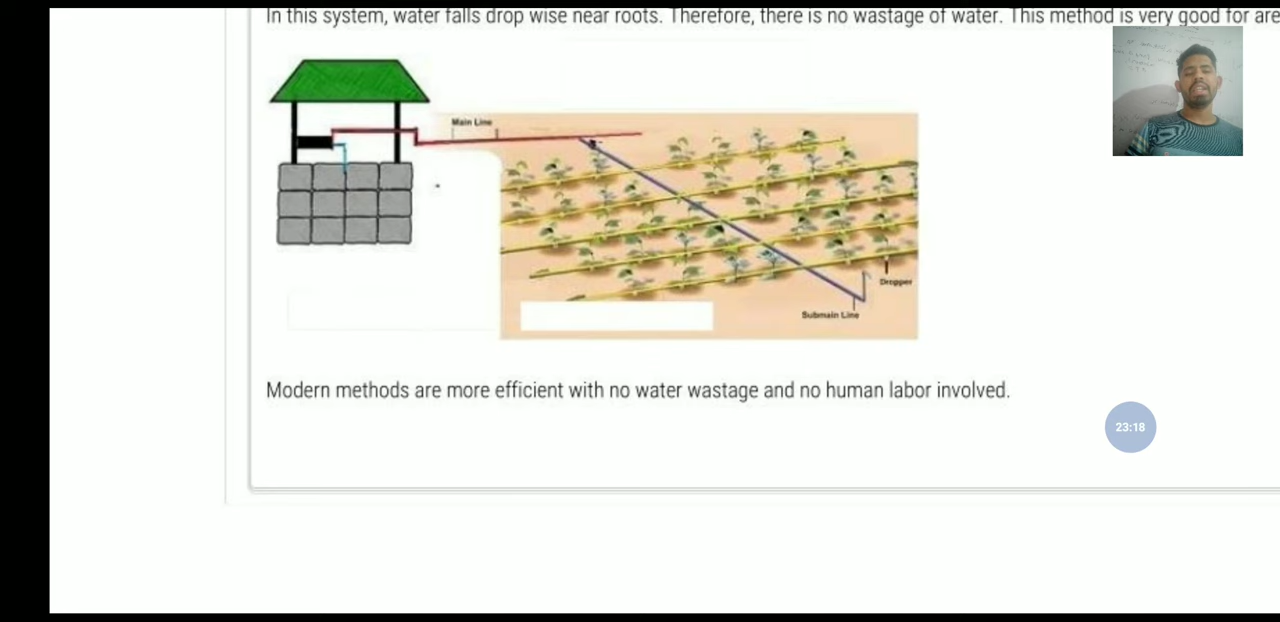 In this system, water falls drop wise near roots. Therefore, there is no wastage of water. This method is very good for are
Main Line
Dropper
Submain Line
Modern methods are more efficient with no water wastage and no human labor involved.
23:18